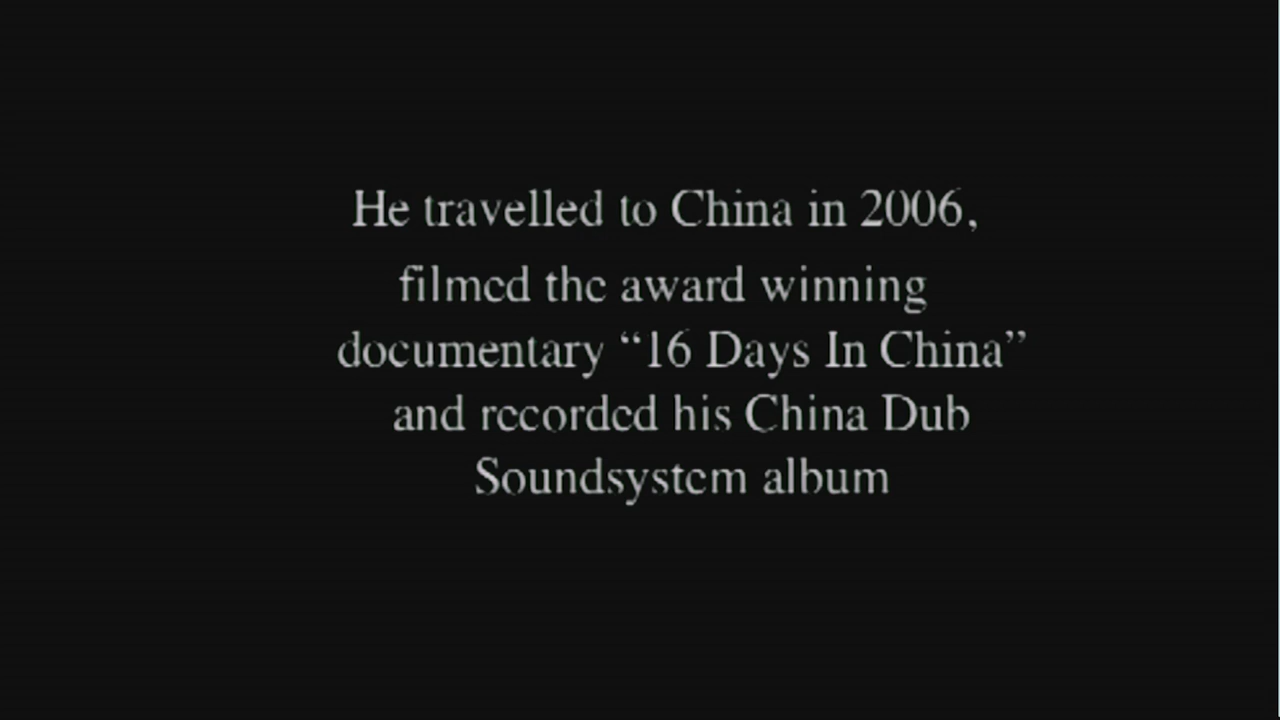 He travelled to China in 2006,
filmed the award winning
documentary “16 Days In China”
and recorded his China Dub
Soundsystem album